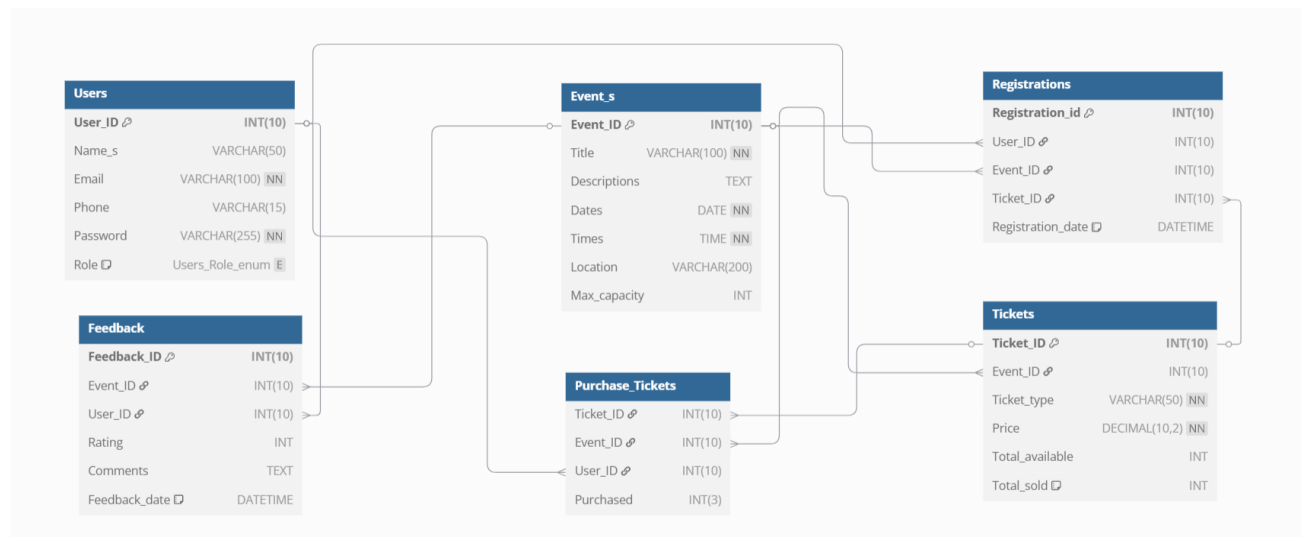 Users
User_ID INT(10)
Name_s VARCHAR(50)
Email VARCHAR(100) NN
Phone VARCHAR(15)
Password VARCHAR(255) NN
Role Users_Role_enum E
Feedback
Feedback_ID INT(10)
Event_ID INT(10)
User_ID INT(10)
Rating INT
Comments TEXT
Feedback_date DATETIME
Event_s
Event_ID INT(10)
Title VARCHAR(100) NN
Descriptions TEXT
Dates DATE NN
Times TIME NN
Location VARCHAR(200)
Max_capacity INT
Purchase_Tickets
Ticket_ID INT(10)
Event_ID INT(10)
User_ID INT(10)
Purchased INT(3)
Registrations
Registration_id INT(10)
User_ID INT(10)
Event_ID INT(10)
Ticket_ID INT(10)
Registration_date DATETIME
Tickets
Ticket_ID INT(10)
Event_ID INT(10)
Ticket_type VARCHAR(50) NN
Price DECIMAL(10,2) NN
Total_available INT
Total_sold INT